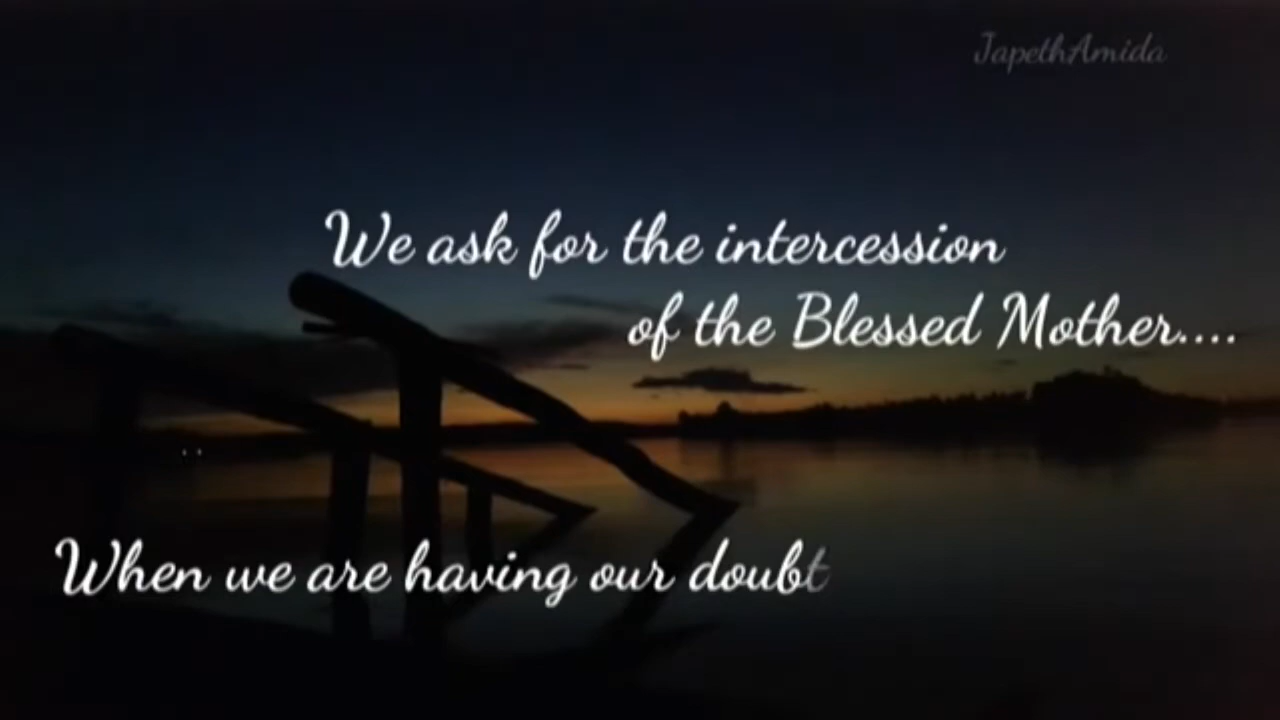 JapethAmida
We ask for the intercession
of the Blessed Mother....
When we are having our doubt